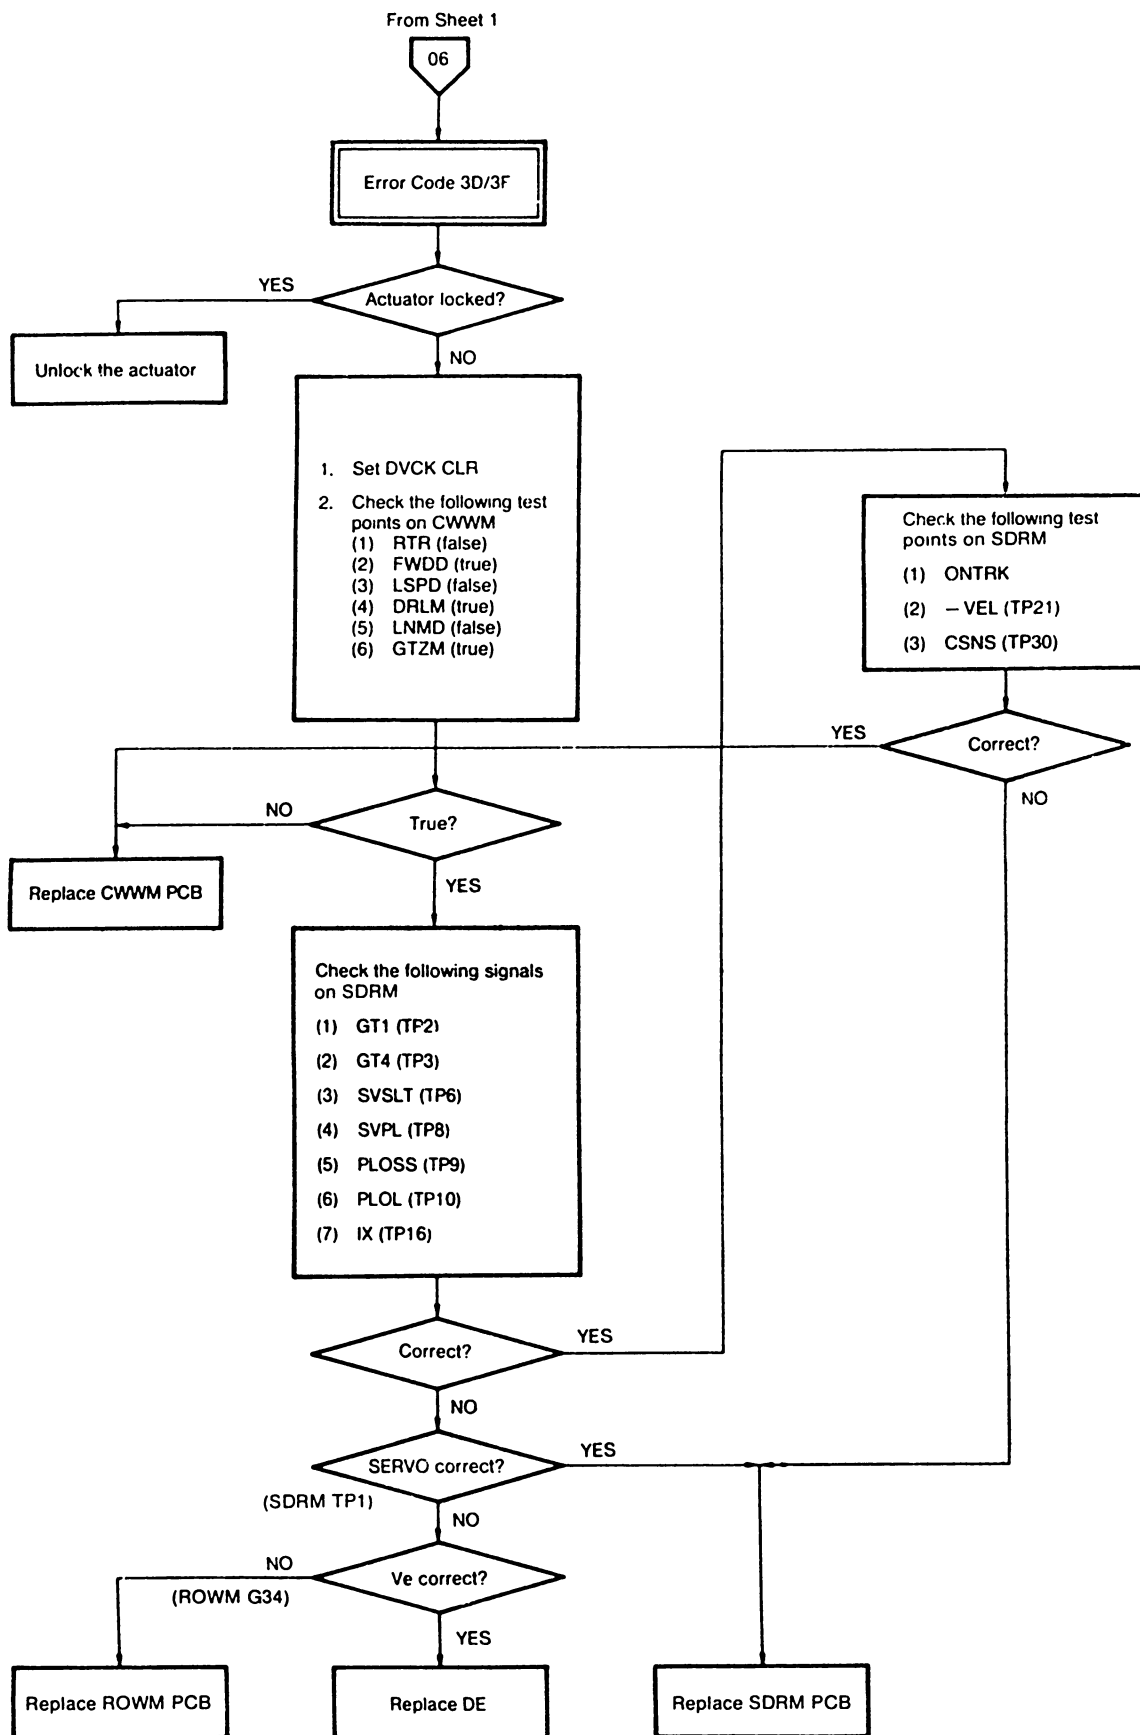 From Sheet 1
06
Error Code 3D/3F
YES
Actuator locked?
Unlock the actuator
NO
1. Set DVCK CLR
2. Check the following test
points on CWWM
(1) RTR (false)
(2) FWDD (true)
(3) LSPD (false)
(4) DRLM (true)
(5) LNMD (false)
(6) GTZM (true)
Check the following test
points on SDRM
(1) ONTRK
(2) – VEL (TP21)
(3) CSNS (TP30)
YES
Correct?
NO
NO
True?
Replace CWWM PCB
YES
Check the following signals
on SDRM
(1) GT1 (TP2)
(2) GT4 (TP3)
(3) SVSLT (TP6)
(4) SVPL (TP8)
(5) PLOSS (TP9)
(6) PLOL (TP10)
(7) IX (TP16)
Correct?
YES
NO
SERVO correct?
YES
(SDRM TP1)
NO
NO
Ve correct?
(ROWM G34)
YES
Replace ROWM PCB
Replace DE
Replace SDRM PCB